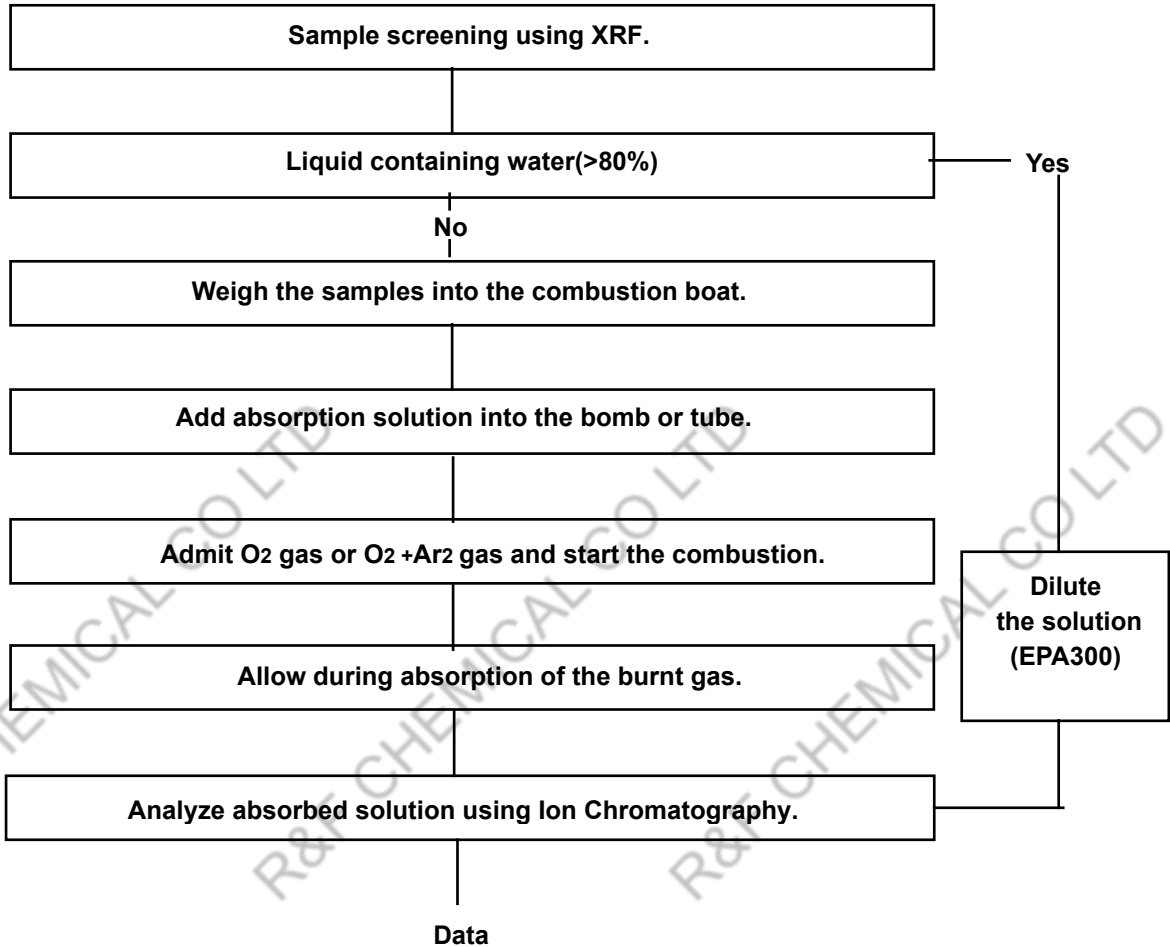 Sample screening using XRF.
Liquid containing water(>80%)
Yes
No
Weigh the samples into the combustion boat.
Add absorption solution into the bomb or tube.
Admit O2 gas or O2 +Ar2 gas and start the combustion.
Dilute
the solution
(EPA300)
Allow during absorption of the burnt gas.
Analyze absorbed solution using Ion Chromatography.
Data
HEMICAL CO LTD
R&F CHEMICAL CO LTD
R&F CHEMICAL CO LTD